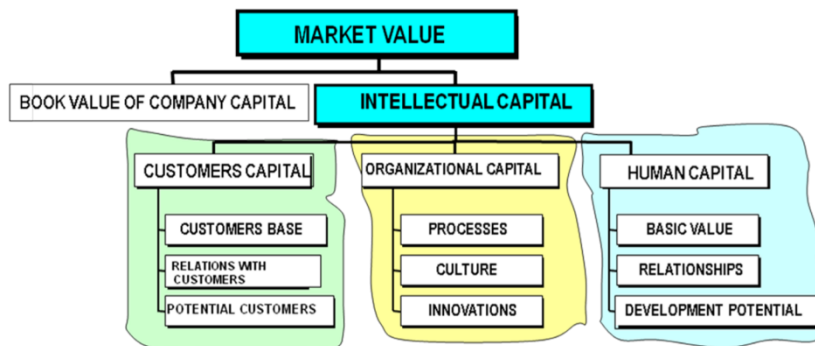 MARKET VALUE
BOOK VALUE OF COMPANY CAPITAL
INTELLECTUAL CAPITAL
CUSTOMERS CAPITAL
ORGANIZATIONAL CAPITAL
HUMAN CAPITAL
CUSTOMERS BASE
RELATIONS WITH
CUSTOMERS
POTENTIAL CUSTOMERS
PROCESSES
CULTURE
INNOVATIONS
BASIC VALUE
RELATIONSHIPS
DEVELOPMENT POTENTIAL